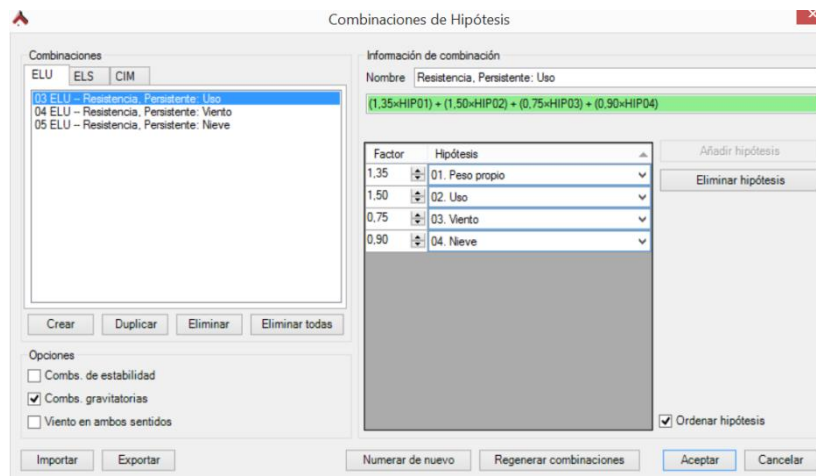 Combinaciones de Hipótesis
Combinaciones
ELU ELS CIM
03 ELU -- Resistencia, Persistente: Uso
04 ELU -- Resistencia, Persistente: Viento
05 ELU -- Resistencia, Persistente: Nieve
Crear Duplicar Eliminar Eliminar todas
Opciones
Combs. de estabilidad
Combs. gravitatorias
Viento en ambos sentidos
Importar Exportar
Información de combinación
Nombre Resistencia, Persistente: Uso
(1,35×HIP01) + (1,50×HIP02) + (0,75×HIP03) + (0,90×HIP04)
Factor Hipótesis
1,35 01. Peso propio
1,50 02. Uso
0,75 03. Viento
0,90 04. Nieve
Añadir hipótesis
Eliminar hipótesis
Ordenar hipótesis
Numerar de nuevo Regenerar combinaciones Aceptar Cancelar